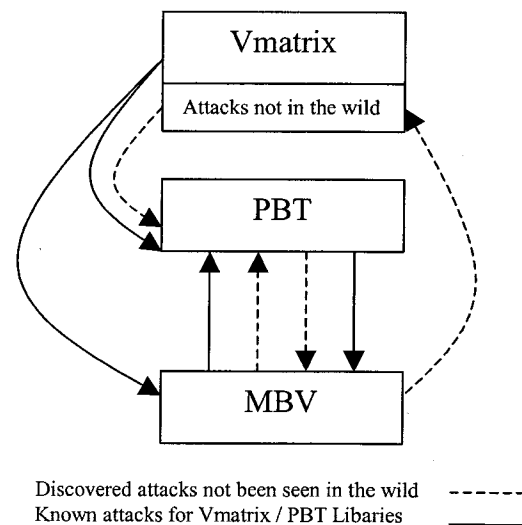 Vmatrix
Attacks not in the wild
PBT
MBV
Discovered attacks not been seen in the wild
Known attacks for Vmatrix / PBT Libaries